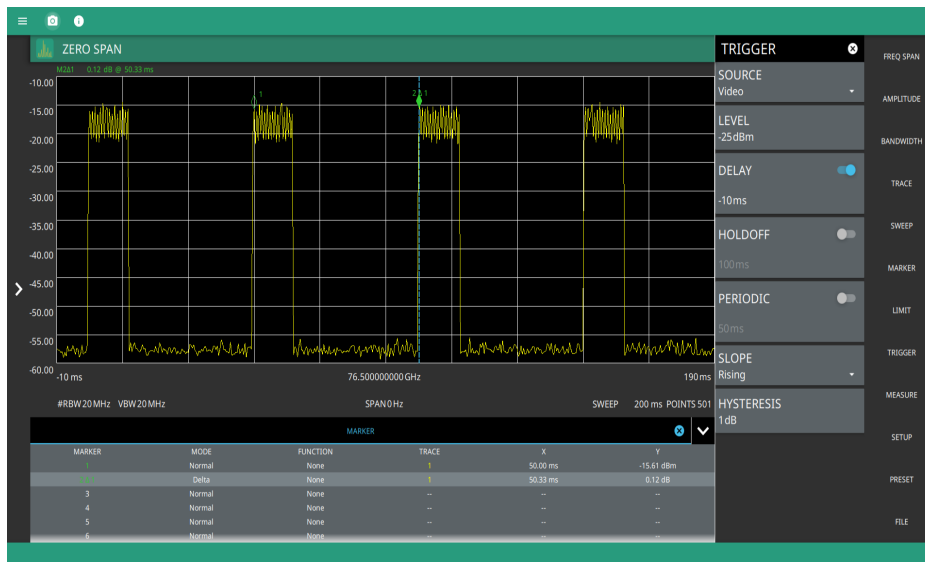 ZERO SPAN
M2Δ1 0.12 dB @ 50.33 ms
-10.00
-15.00
-20.00
-25.00
-30.00
-35.00
-40.00
-45.00
-50.00
-55.00
-60.00
1
2 Δ 1
-10 ms 76.500000000 GHz 190 ms
#RBW 20 MHz VBW 20 MHz SPAN 0 Hz SWEEP 200 ms POINTS 501
MARKER
MARKER MODE FUNCTION TRACE X Y
1 Normal None 1 50.00 ms -15.61 dBm
2 Δ 1 Delta None 1 50.33 ms 0.12 dB
3 Normal None -- -- --
4 Normal None -- -- --
5 Normal None -- -- --
6 Normal None -- -- --
TRIGGER
SOURCE
Video
LEVEL
-25dBm
DELAY
-10ms
HOLDOFF
100ms
PERIODIC
50ms
SLOPE
Rising
HYSTERESIS
1dB
FREQ SPAN
AMPLITUDE
BANDWIDTH
TRACE
SWEEP
MARKER
LIMIT
TRIGGER
MEASURE
SETUP
PRESET
FILE